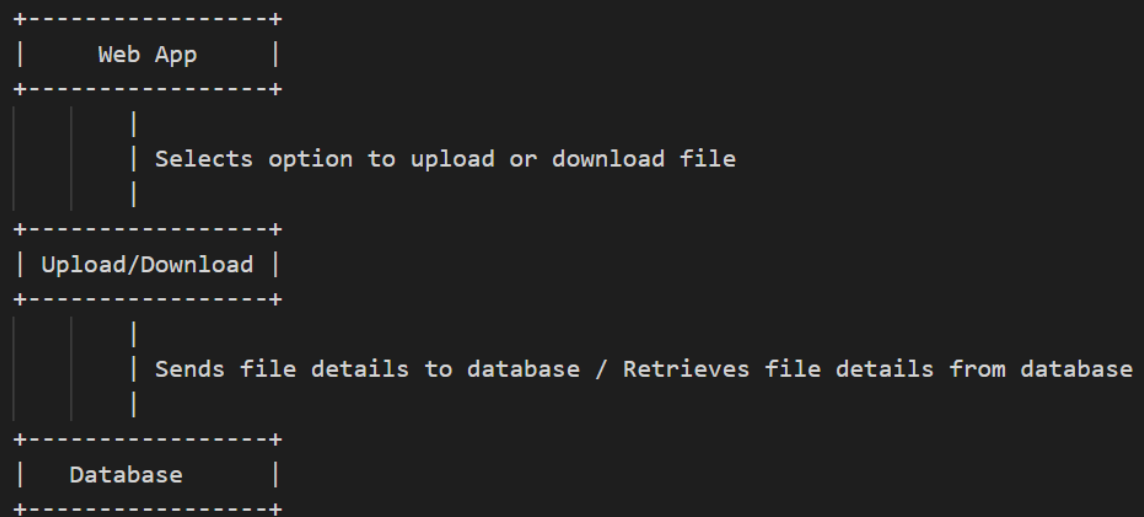 +-----------------+
|     Web App     |
+-----------------+
        |
        | Selects option to upload or download file
        |
+-----------------+
| Upload/Download |
+-----------------+
        |
        | Sends file details to database / Retrieves file details from database
        |
+-----------------+
|   Database      |
+-----------------+